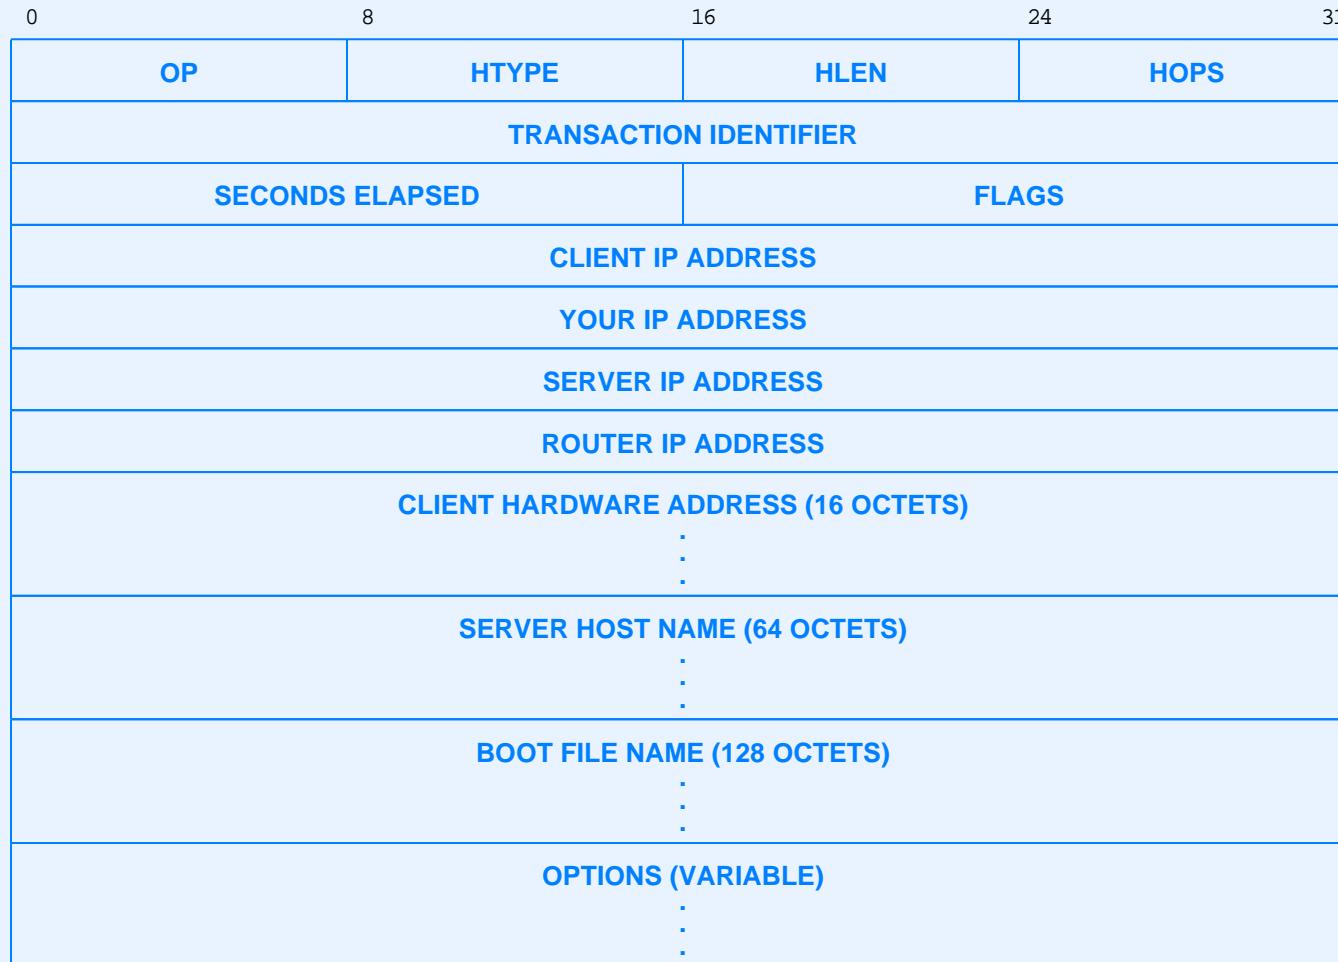 0 8 16 24 31
OP HTYPE HLEN HOPS
TRANSACTION IDENTIFIER
SECONDS ELAPSED FLAGS
CLIENT IP ADDRESS
YOUR IP ADDRESS
SERVER IP ADDRESS
ROUTER IP ADDRESS
CLIENT HARDWARE ADDRESS (16 OCTETS)
.
.
.
SERVER HOST NAME (64 OCTETS)
.
.
.
BOOT FILE NAME (128 OCTETS)
.
.
.
OPTIONS (VARIABLE)
.
.
.